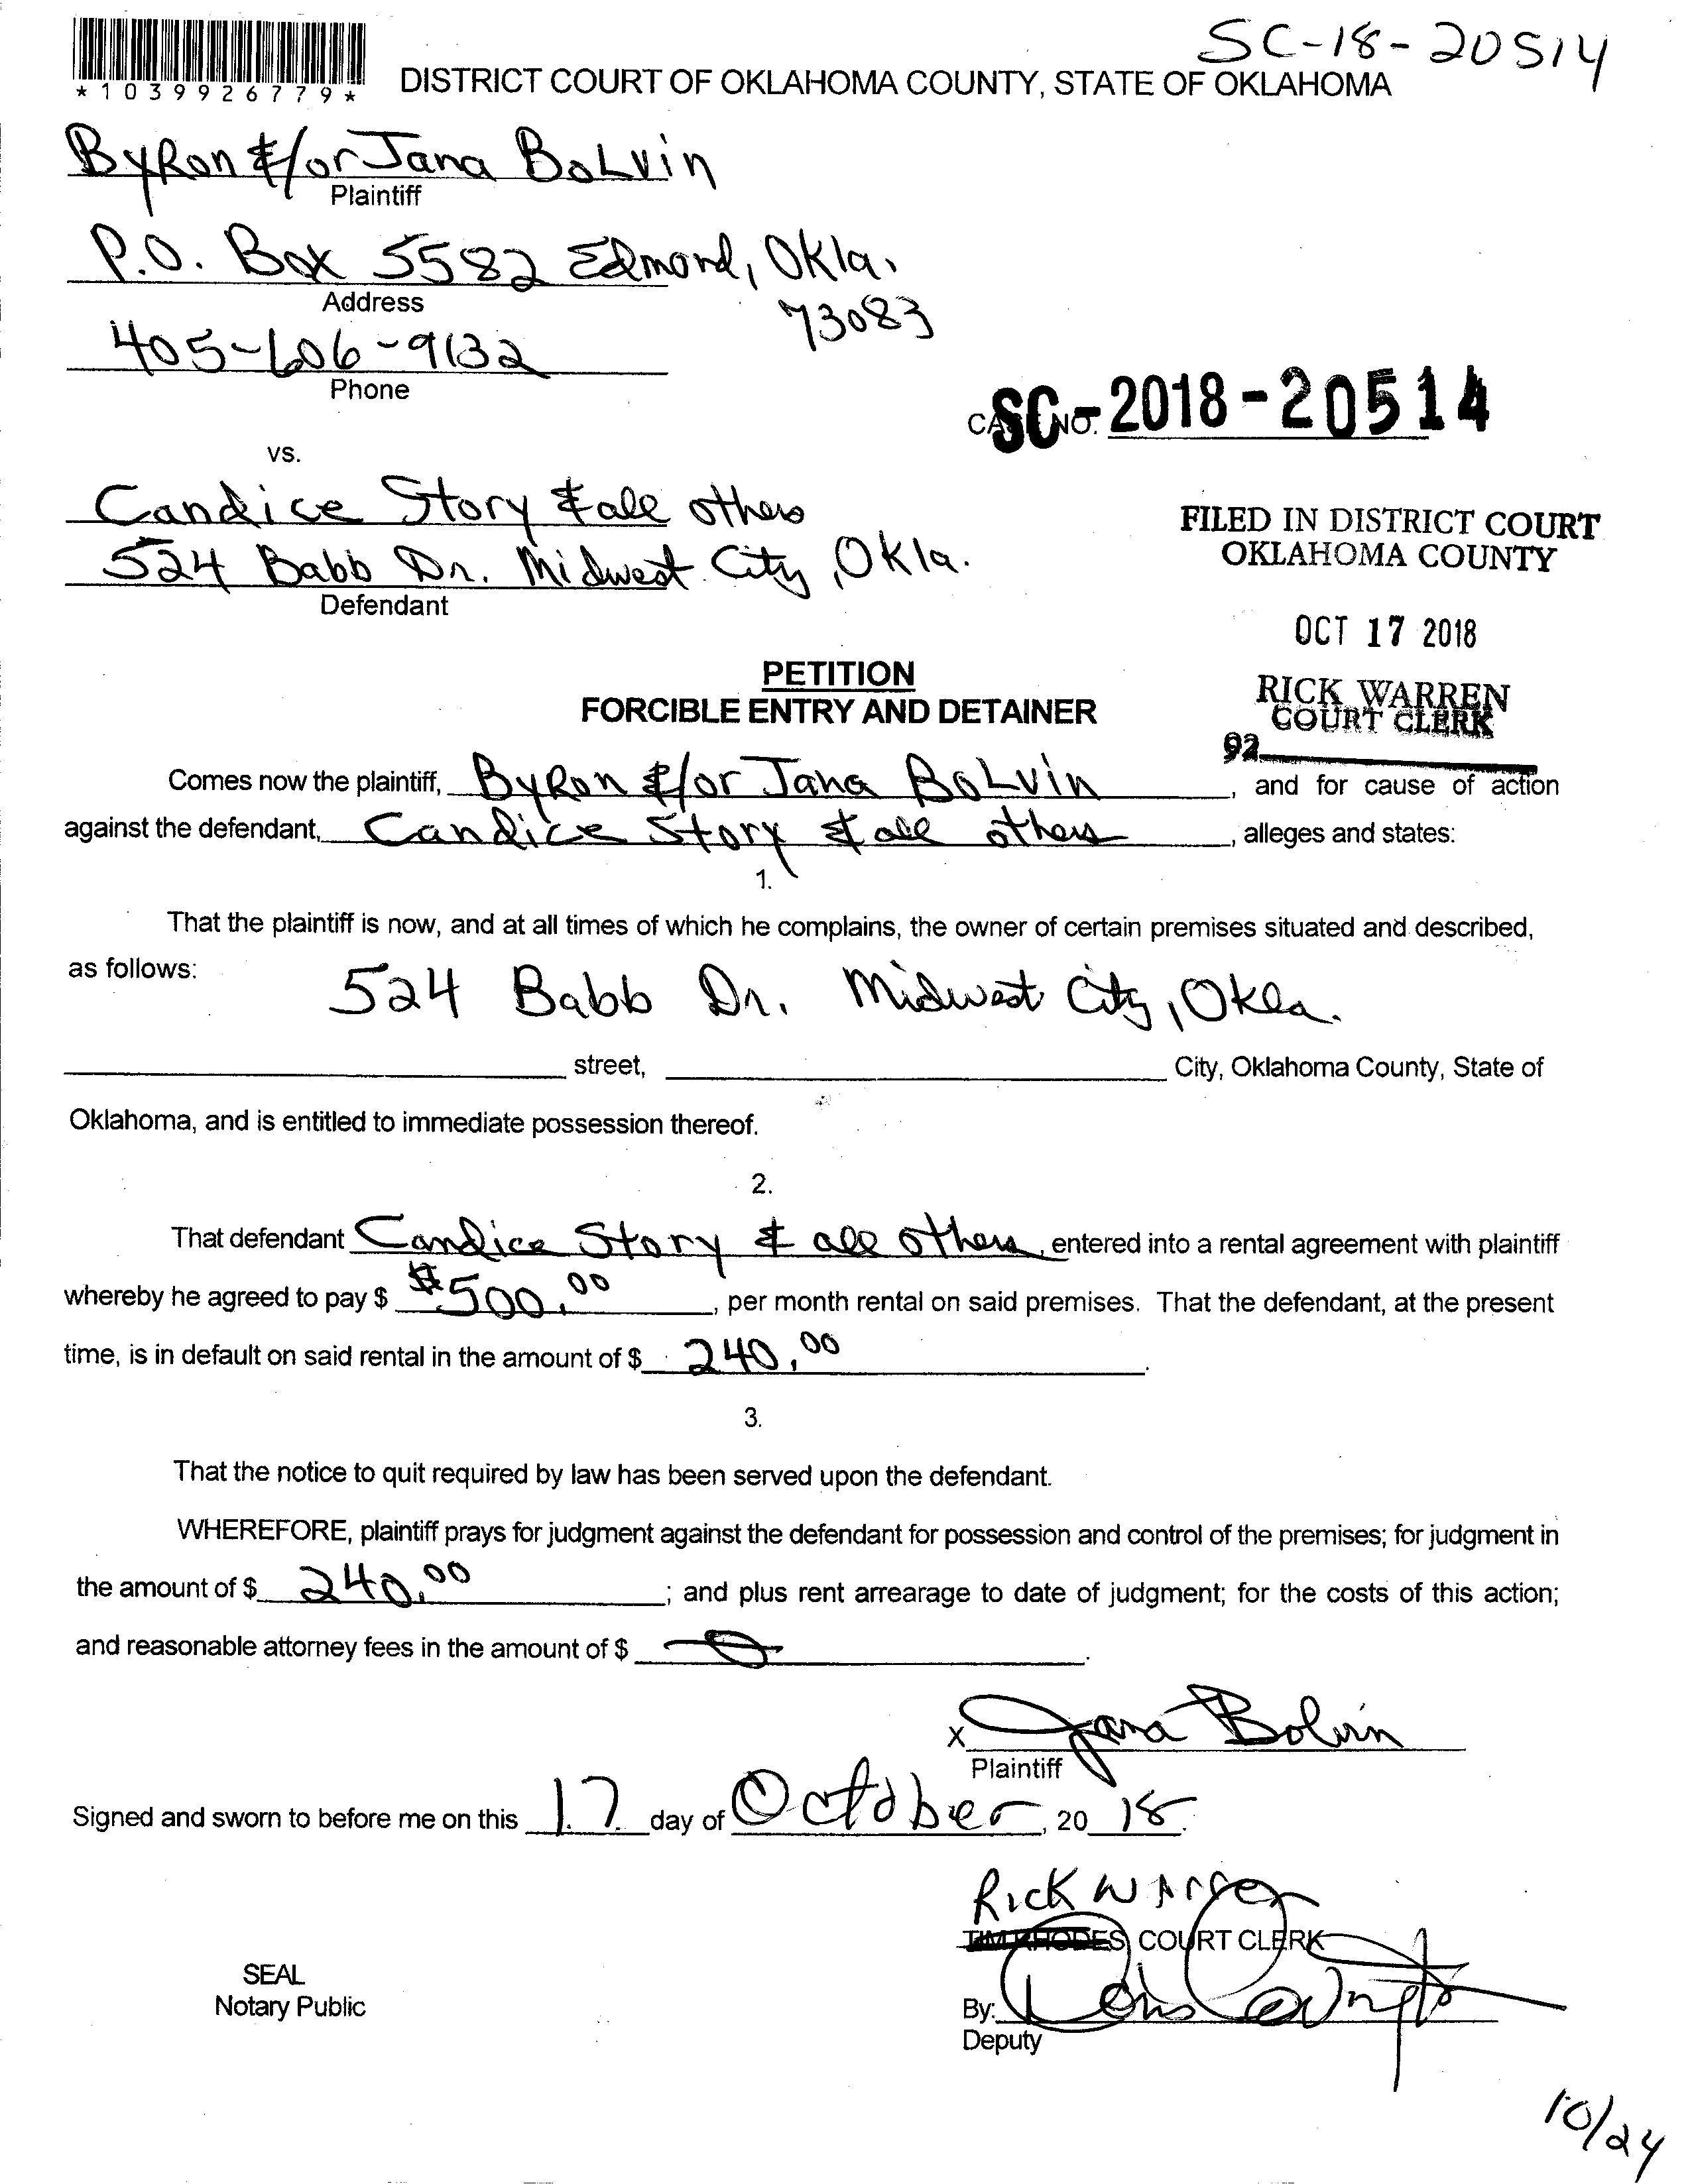 SC-18-20514
*1039926779*
DISTRICT COURT OF OKLAHOMA COUNTY, STATE OF OKLAHOMA
ByRon &/or Jana BoLvin
Plaintiff
P.O. Box 5582 Edmond, Okla.
73083
Address
405-606-9132
Phone
CASE NO. SC-2018-20514
vs.
Candice Story & all others
524 Babb Dr. Midwest City, Okla.
Defendant
FILED IN DISTRICT COURT
OKLAHOMA COUNTY
OCT 17 2018
RICK WARREN
COURT CLERK
92
PETITION
FORCIBLE ENTRY AND DETAINER
Comes now the plaintiff, ByRon &/or Jana BoLvin, and for cause of action
against the defendant, Candice Story & all others, alleges and states:
1.
That the plaintiff is now, and at all times of which he complains, the owner of certain premises situated and described,
as follows: 524 Babb Dr. Midwest City, Okla.
street, City, Oklahoma County, State of
Oklahoma, and is entitled to immediate possession thereof.
2.
That defendant Candice Story & all others, entered into a rental agreement with plaintiff
whereby he agreed to pay $ $500.00, per month rental on said premises. That the defendant, at the present
time, is in default on said rental in the amount of $ 240.00.
3.
That the notice to quit required by law has been served upon the defendant.
WHEREFORE, plaintiff prays for judgment against the defendant for possession and control of the premises; for judgment in
the amount of $ 240.00; and plus rent arrearage to date of judgment; for the costs of this action;
and reasonable attorney fees in the amount of $ 0.
X Jana Bolvin
Plaintiff
Signed and sworn to before me on this 17 day of October, 20 18.
Rick Warren
TIM RHODES COURT CLERK
SEAL
Notary Public
By: Lois Covington
Deputy
10/24